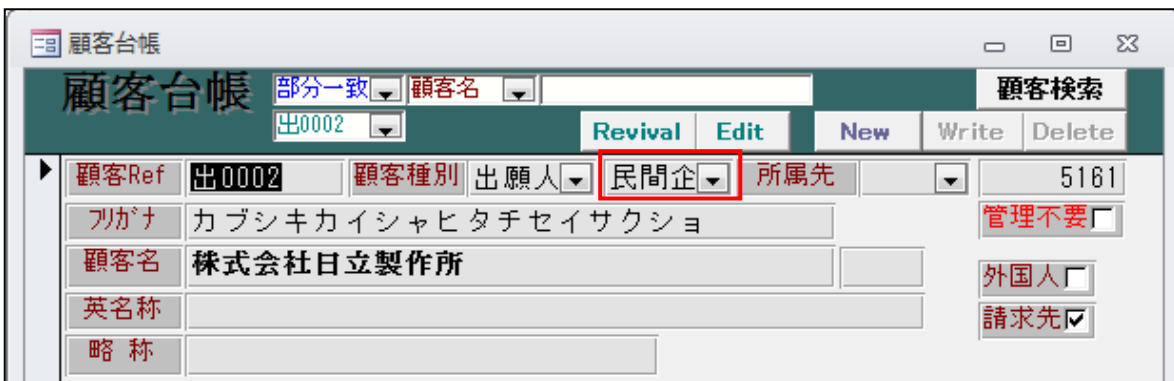 顧客台帳
顧客台帳 部分一致 顧客名 顧客検索
出0002 Revival Edit New Write Delete
顧客Ref 出0002 顧客種別 出願人 民間企 所属先 5161
フリガナ カブシキカイシャヒタチセイサクショ 管理不要
顧客名 株式会社日立製作所
外国人
英名称
請求先
略 称